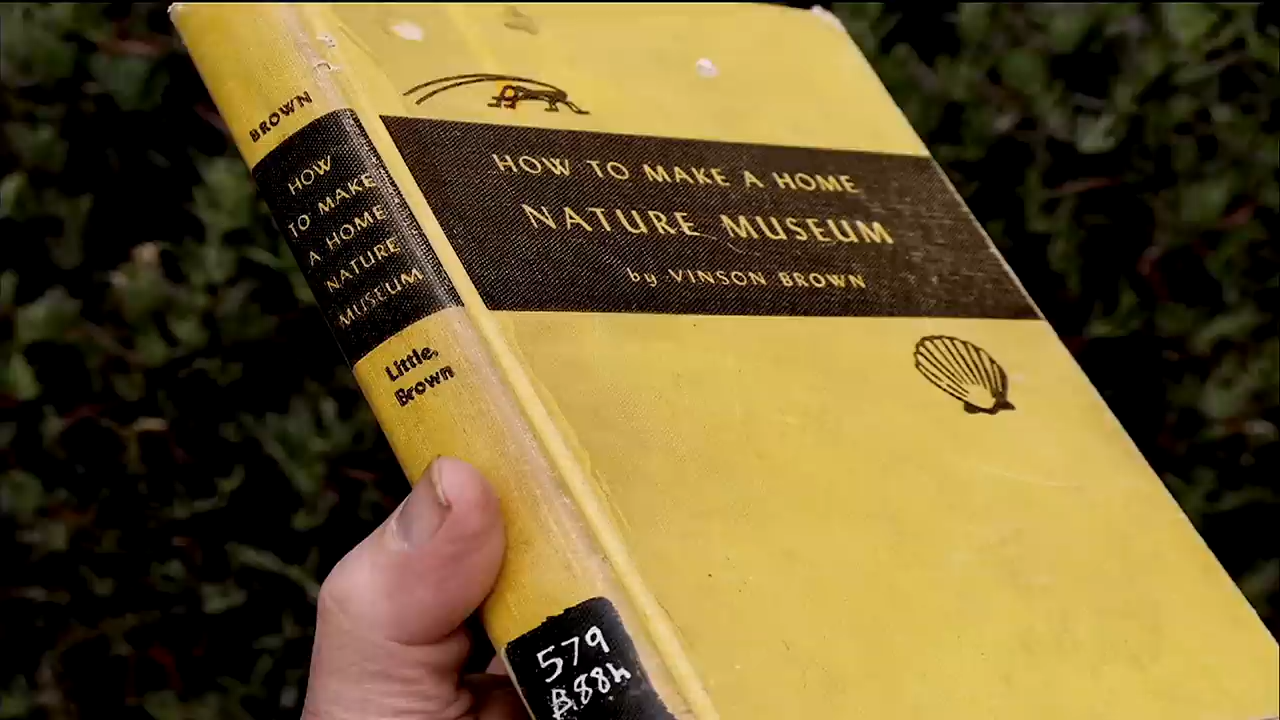 BROWN
HOW
TO MAKE
A HOME
NATURE
MUSEUM
Little,
Brown
579
B88h
HOW TO MAKE A HOME
NATURE MUSEUM
by VINSON BROWN